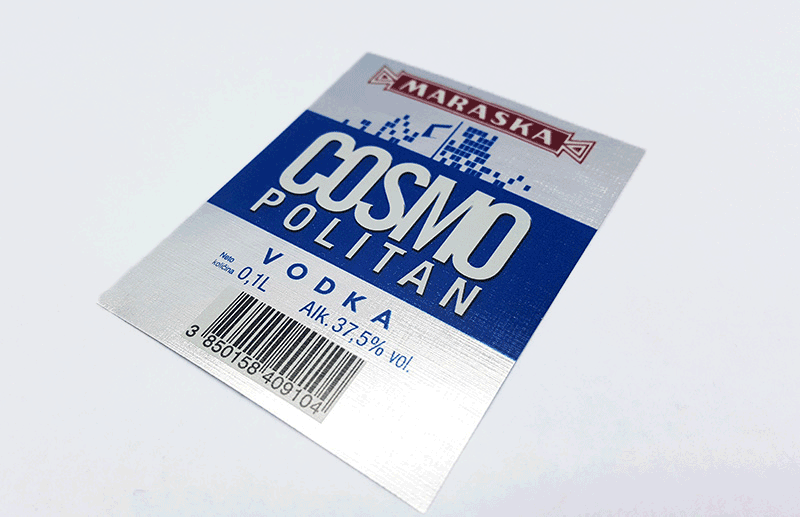 MARASKA
COSMO
POLITAN
VODKA
Neto
količina 0,1L
Alk. 37,5% vol.
3 850158 409104